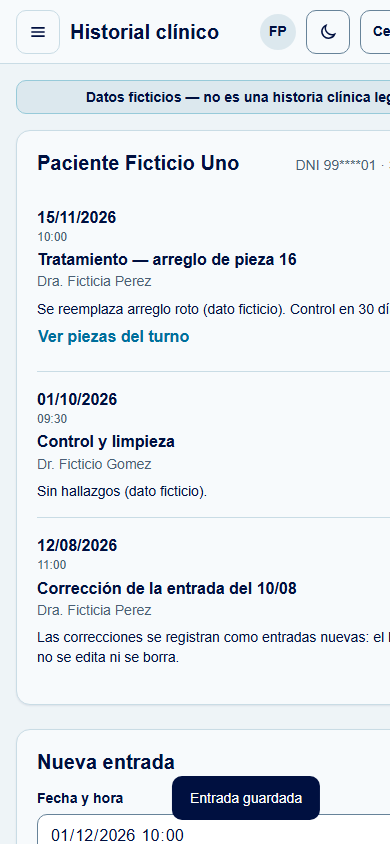 Historial clínico
FP
Ce
Datos ficticios — no es una historia clínica leg
Paciente Ficticio Uno
DNI 99****01 ·
15/11/2026
10:00
Tratamiento — arreglo de pieza 16
Dra. Ficticia Perez
Se reemplaza arreglo roto (dato ficticio). Control en 30 dí
Ver piezas del turno
01/10/2026
09:30
Control y limpieza
Dr. Ficticio Gomez
Sin hallazgos (dato ficticio).
12/08/2026
11:00
Corrección de la entrada del 10/08
Dra. Ficticia Perez
Las correcciones se registran como entradas nuevas: el
no se edita ni se borra.
Nueva entrada
Fecha y hora
Entrada guardada
01/12/2026 10:00